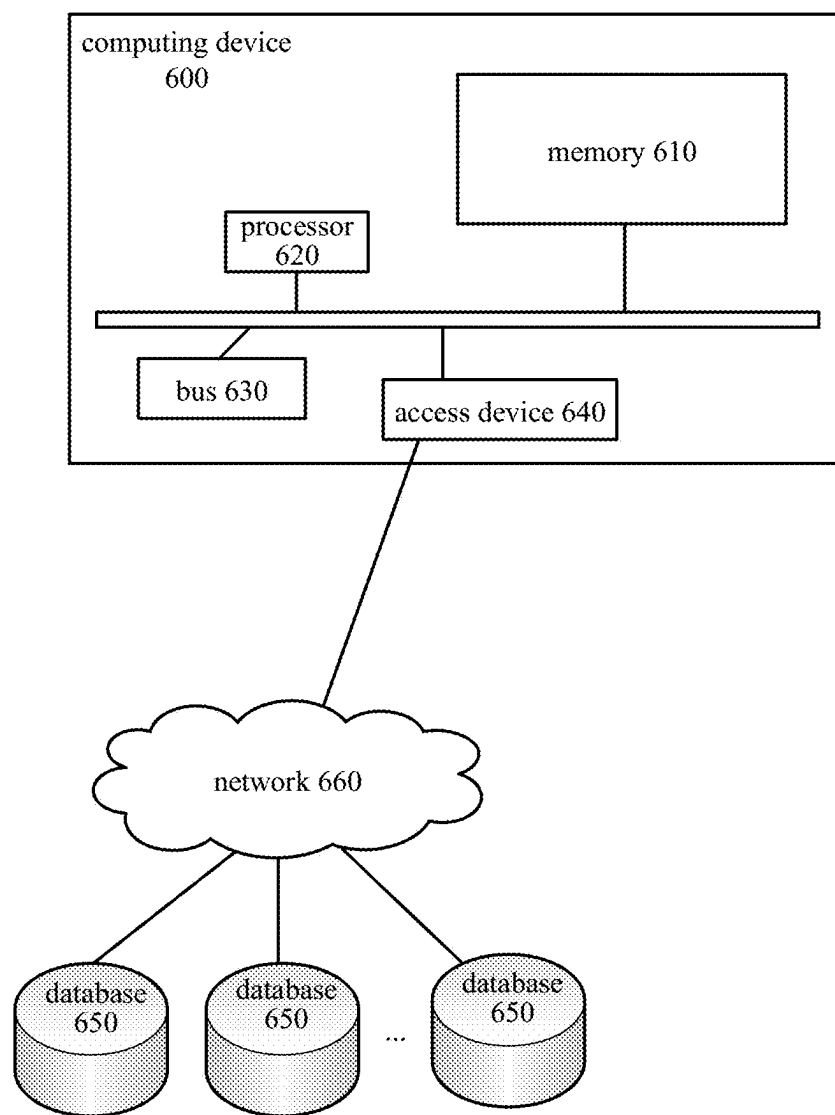 computing device
600
memory 610
processor
620
bus 630
access device 640
network 660
database
650
database
650
...
database
650